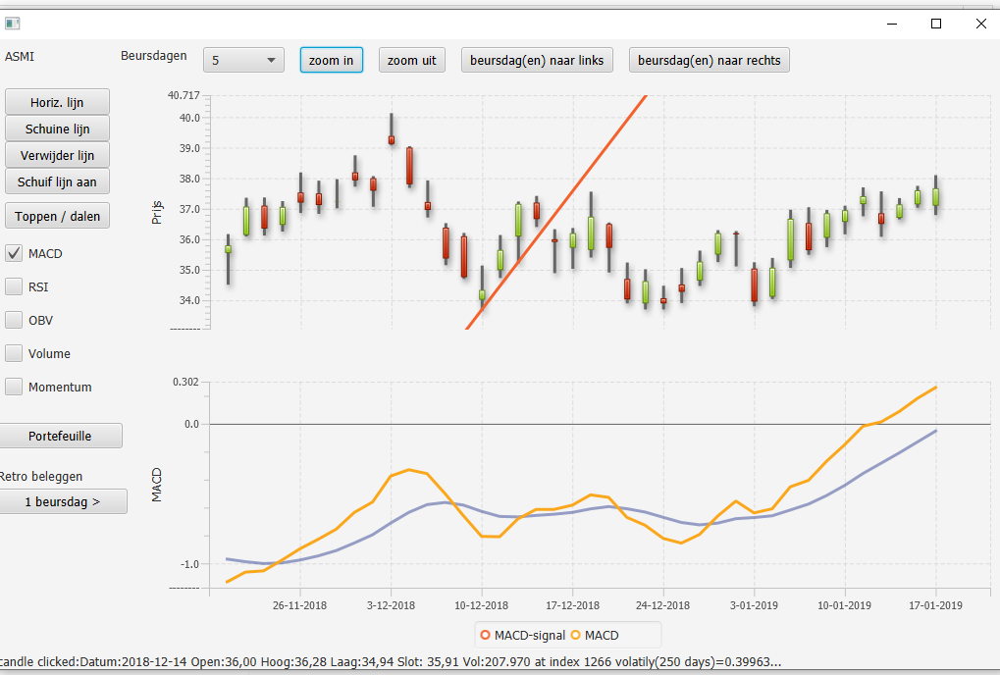 ASMI
Beursdagen
5
zoom in
zoom uit
beursdag(en) naar links
beursdag(en) naar rechts
Horiz. lijn
Schuine lijn
Verwijder lijn
Schuif lijn aan
Toppen / dalen
MACD
RSI
OBV
Volume
Momentum
Portefeuille
Retro beleggen
1 beursdag >
Prijs
40.717
40.0
39.0
38.0
37.0
36.0
35.0
34.0
--------
MACD
0.302
0.0
-1.0
--------
26-11-2018
3-12-2018
10-12-2018
17-12-2018
24-12-2018
3-01-2019
10-01-2019
17-01-2019
MACD-signal
MACD
candle clicked:Datum:2018-12-14 Open:36,00 Hoog:36,28 Laag:34,94 Slot: 35,91 Vol:207.970 at index 1266 volatily(250 days)=0.39963...